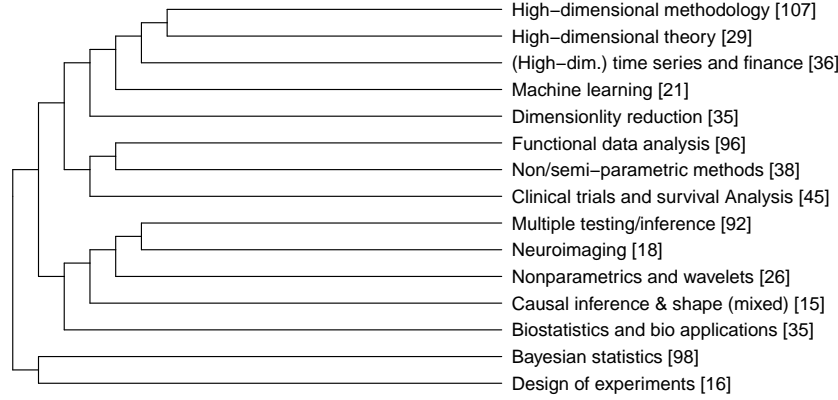 High−dimensional methodology [107]
High−dimensional theory [29]
(High−dim.) time series and finance [36]
Machine learning [21]
Dimensionlity reduction [35]
Functional data analysis [96]
Non/semi−parametric methods [38]
Clinical trials and survival Analysis [45]
Multiple testing/inference [92]
Neuroimaging [18]
Nonparametrics and wavelets [26]
Causal inference & shape (mixed) [15]
Biostatistics and bio applications [35]
Bayesian statistics [98]
Design of experiments [16]